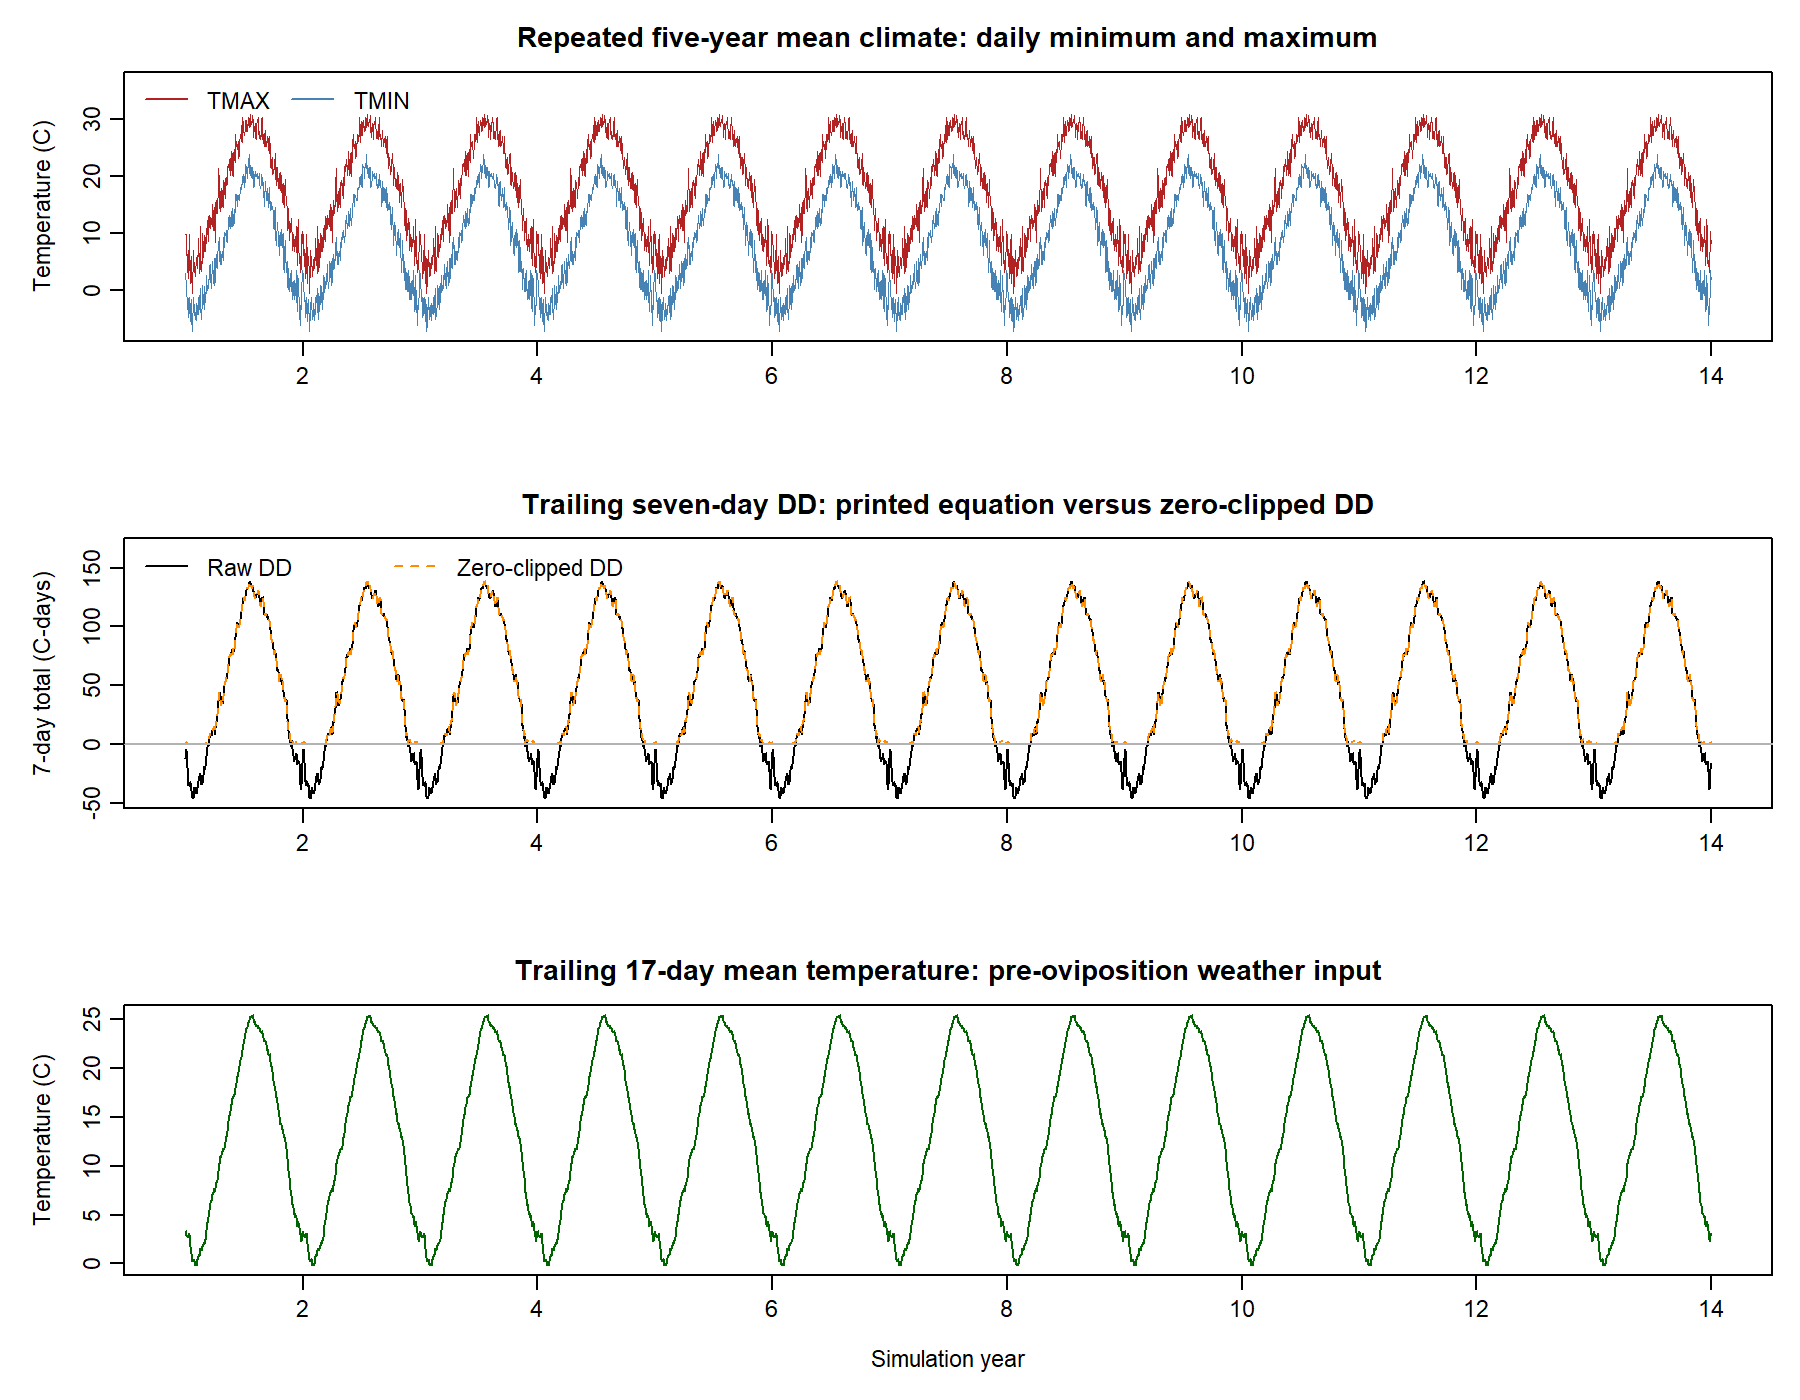 Repeated five-year mean climate: daily minimum and maximum
TMAX TMIN
Temperature (C)
30
20
10
0
2 4 6 8 10 12 14
Trailing seven-day DD: printed equation versus zero-clipped DD
Raw DD Zero-clipped DD
7-day total (C-days)
150
100
50
0
-50
2 4 6 8 10 12 14
Trailing 17-day mean temperature: pre-oviposition weather input
Temperature (C)
25
20
15
10
5
0
2 4 6 8 10 12 14
Simulation year